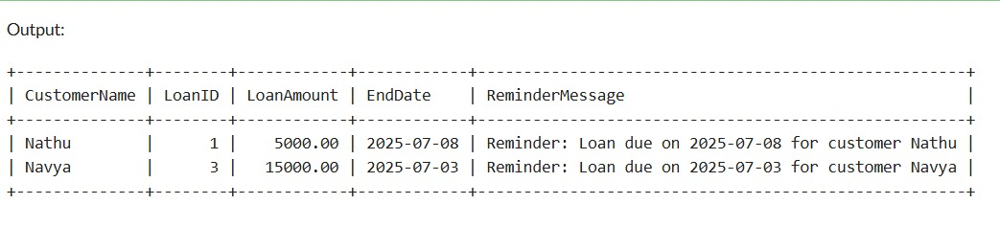 Output:
+--------------+--------+------------+------------+----------------------------------------------------+
| CustomerName | LoanID | LoanAmount | EndDate    | ReminderMessage                                    |
+--------------+--------+------------+------------+----------------------------------------------------+
| Nathu        |      1 |    5000.00 | 2025-07-08 | Reminder: Loan due on 2025-07-08 for customer Nathu |
| Navya        |      3 |   15000.00 | 2025-07-03 | Reminder: Loan due on 2025-07-03 for customer Navya |
+--------------+--------+------------+------------+----------------------------------------------------+